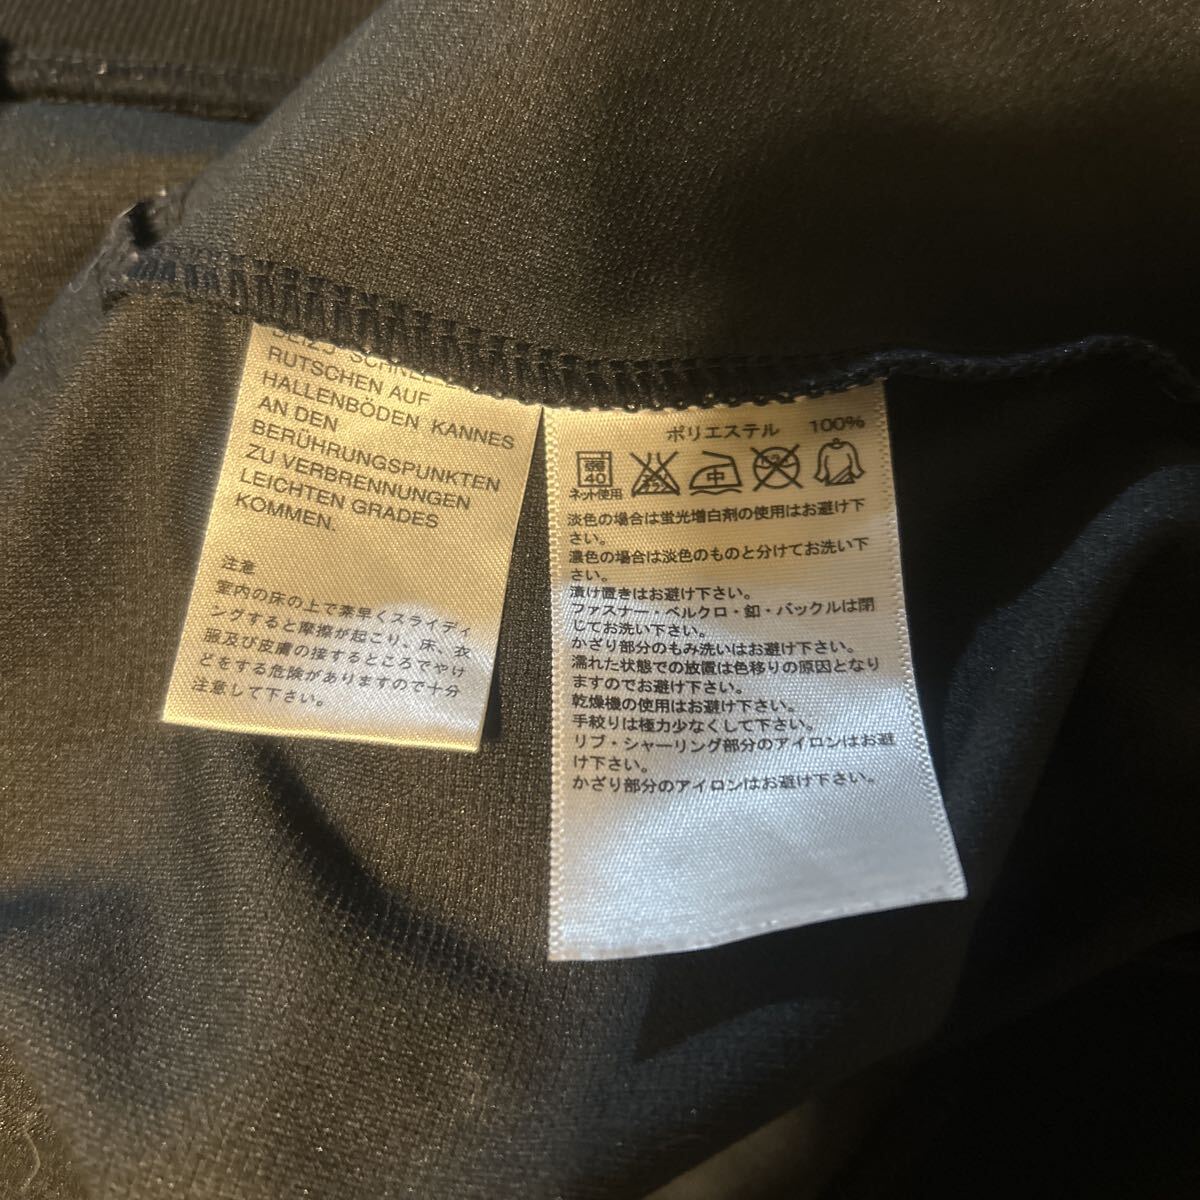 RUTSCHEN AUF
HALLENBÖDEN KANNES
AN DEN
BERÜHRUNGSPUNKTEN
ZU VERBRENNUNGEN
LEICHTEN GRADES
KOMMEN.
注意
室内の床の上で素早くスライディ
ングすると摩擦が起こり、床、衣
服及び皮膚の接するところでやけ
どをする危険がありますので十分
注意して下さい。
ポリエステル 100%
40 中
ネット使用
淡色の場合は蛍光増白剤の使用はお避け下
さい。
濃色の場合は淡色のものと分けてお洗い下
さい。
漬け置きはお避け下さい。
ファスナー・ベルクロ・釦・バックルは閉
じてお洗い下さい。
かざり部分のもみ洗いはお避け下さい。
濡れた状態での放置は色移りの原因となり
ますのでお避け下さい。
乾燥機の使用はお避け下さい。
手絞りは極力少なくして下さい。
リブ・シャーリング部分のアイロンはお避
け下さい。
かざり部分のアイロンはお避け下さい。